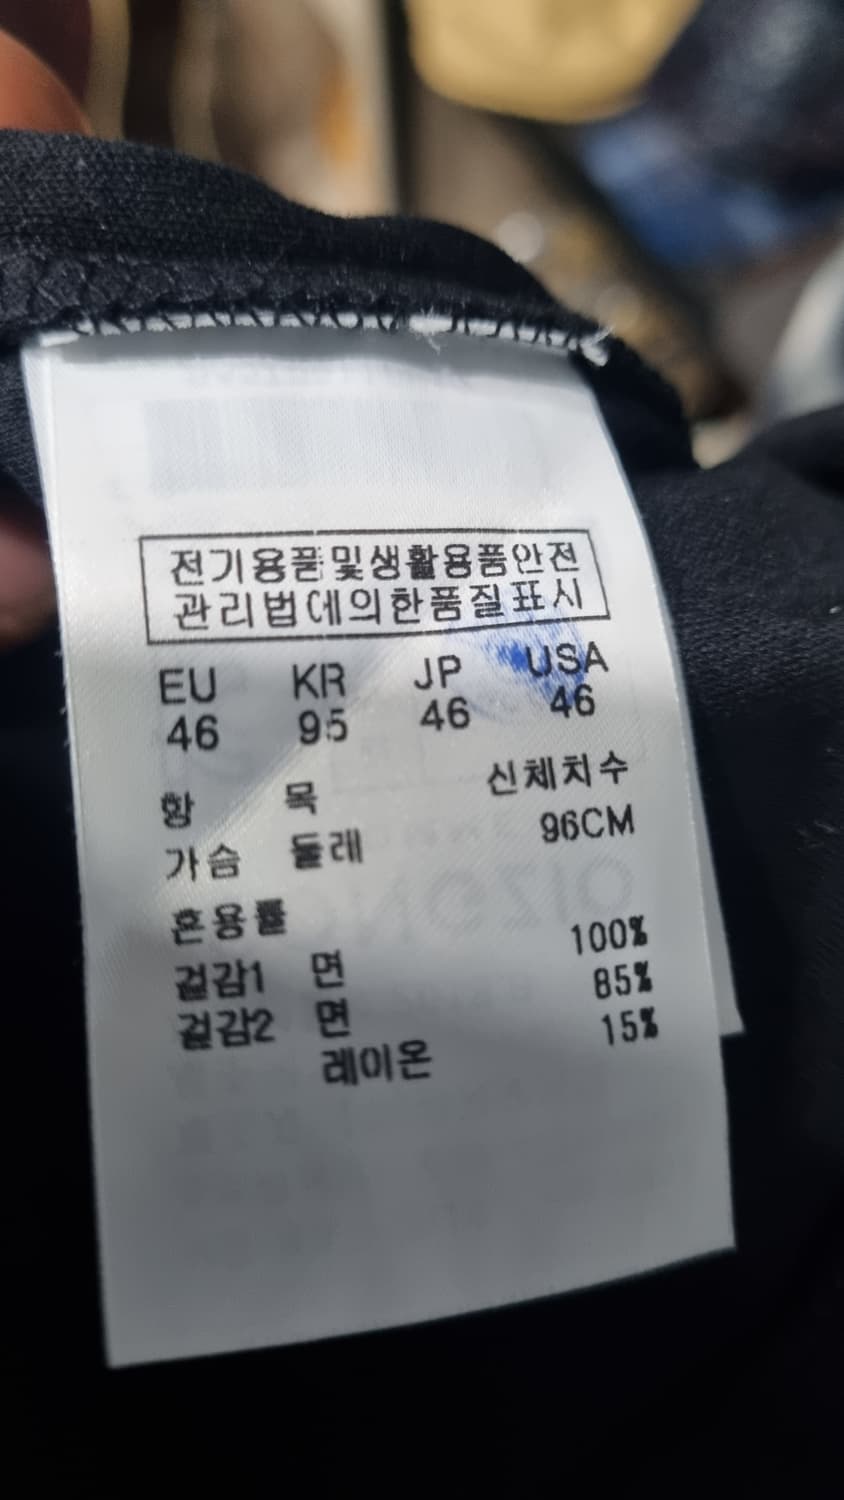 전기용품및생활용품안전
관리법에의한품질표시
EU KR JP USA
46 95 46 46
항 목 신체치수
가슴 둘레 96CM
혼용률
겉감1 면 100%
겉감2 면 85%
레이온 15%